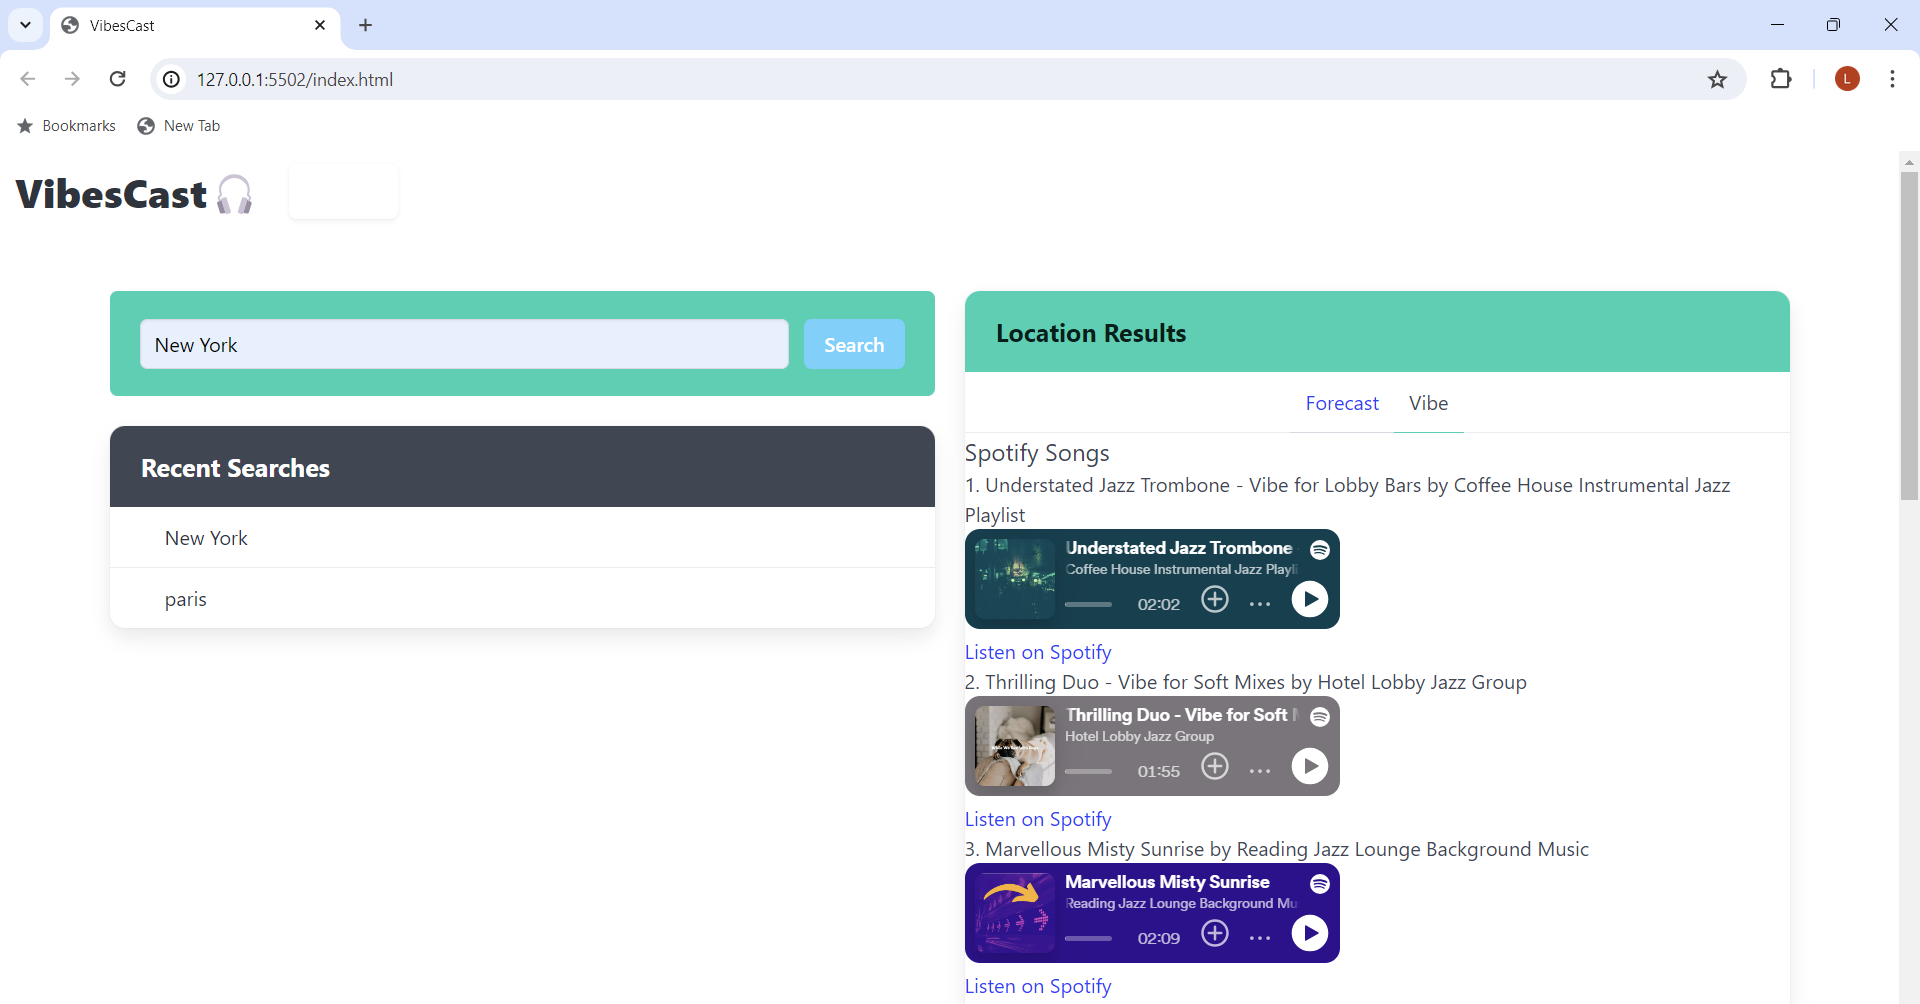 VibesCast
127.0.0.1:5502/index.html
L
Bookmarks
New Tab
VibesCast
New York
Search
Recent Searches
New York
paris
Location Results
Forecast
Vibe
Spotify Songs
1. Understated Jazz Trombone - Vibe for Lobby Bars by Coffee House Instrumental Jazz
Playlist
Understated Jazz Trombone
Coffee House Instrumental Jazz Playli
02:02
Listen on Spotify
2. Thrilling Duo - Vibe for Soft Mixes by Hotel Lobby Jazz Group
Thrilling Duo - Vibe for Soft M
Hotel Lobby Jazz Group
01:55
Listen on Spotify
3. Marvellous Misty Sunrise by Reading Jazz Lounge Background Music
Marvellous Misty Sunrise
Reading Jazz Lounge Background Mu
02:09
Listen on Spotify